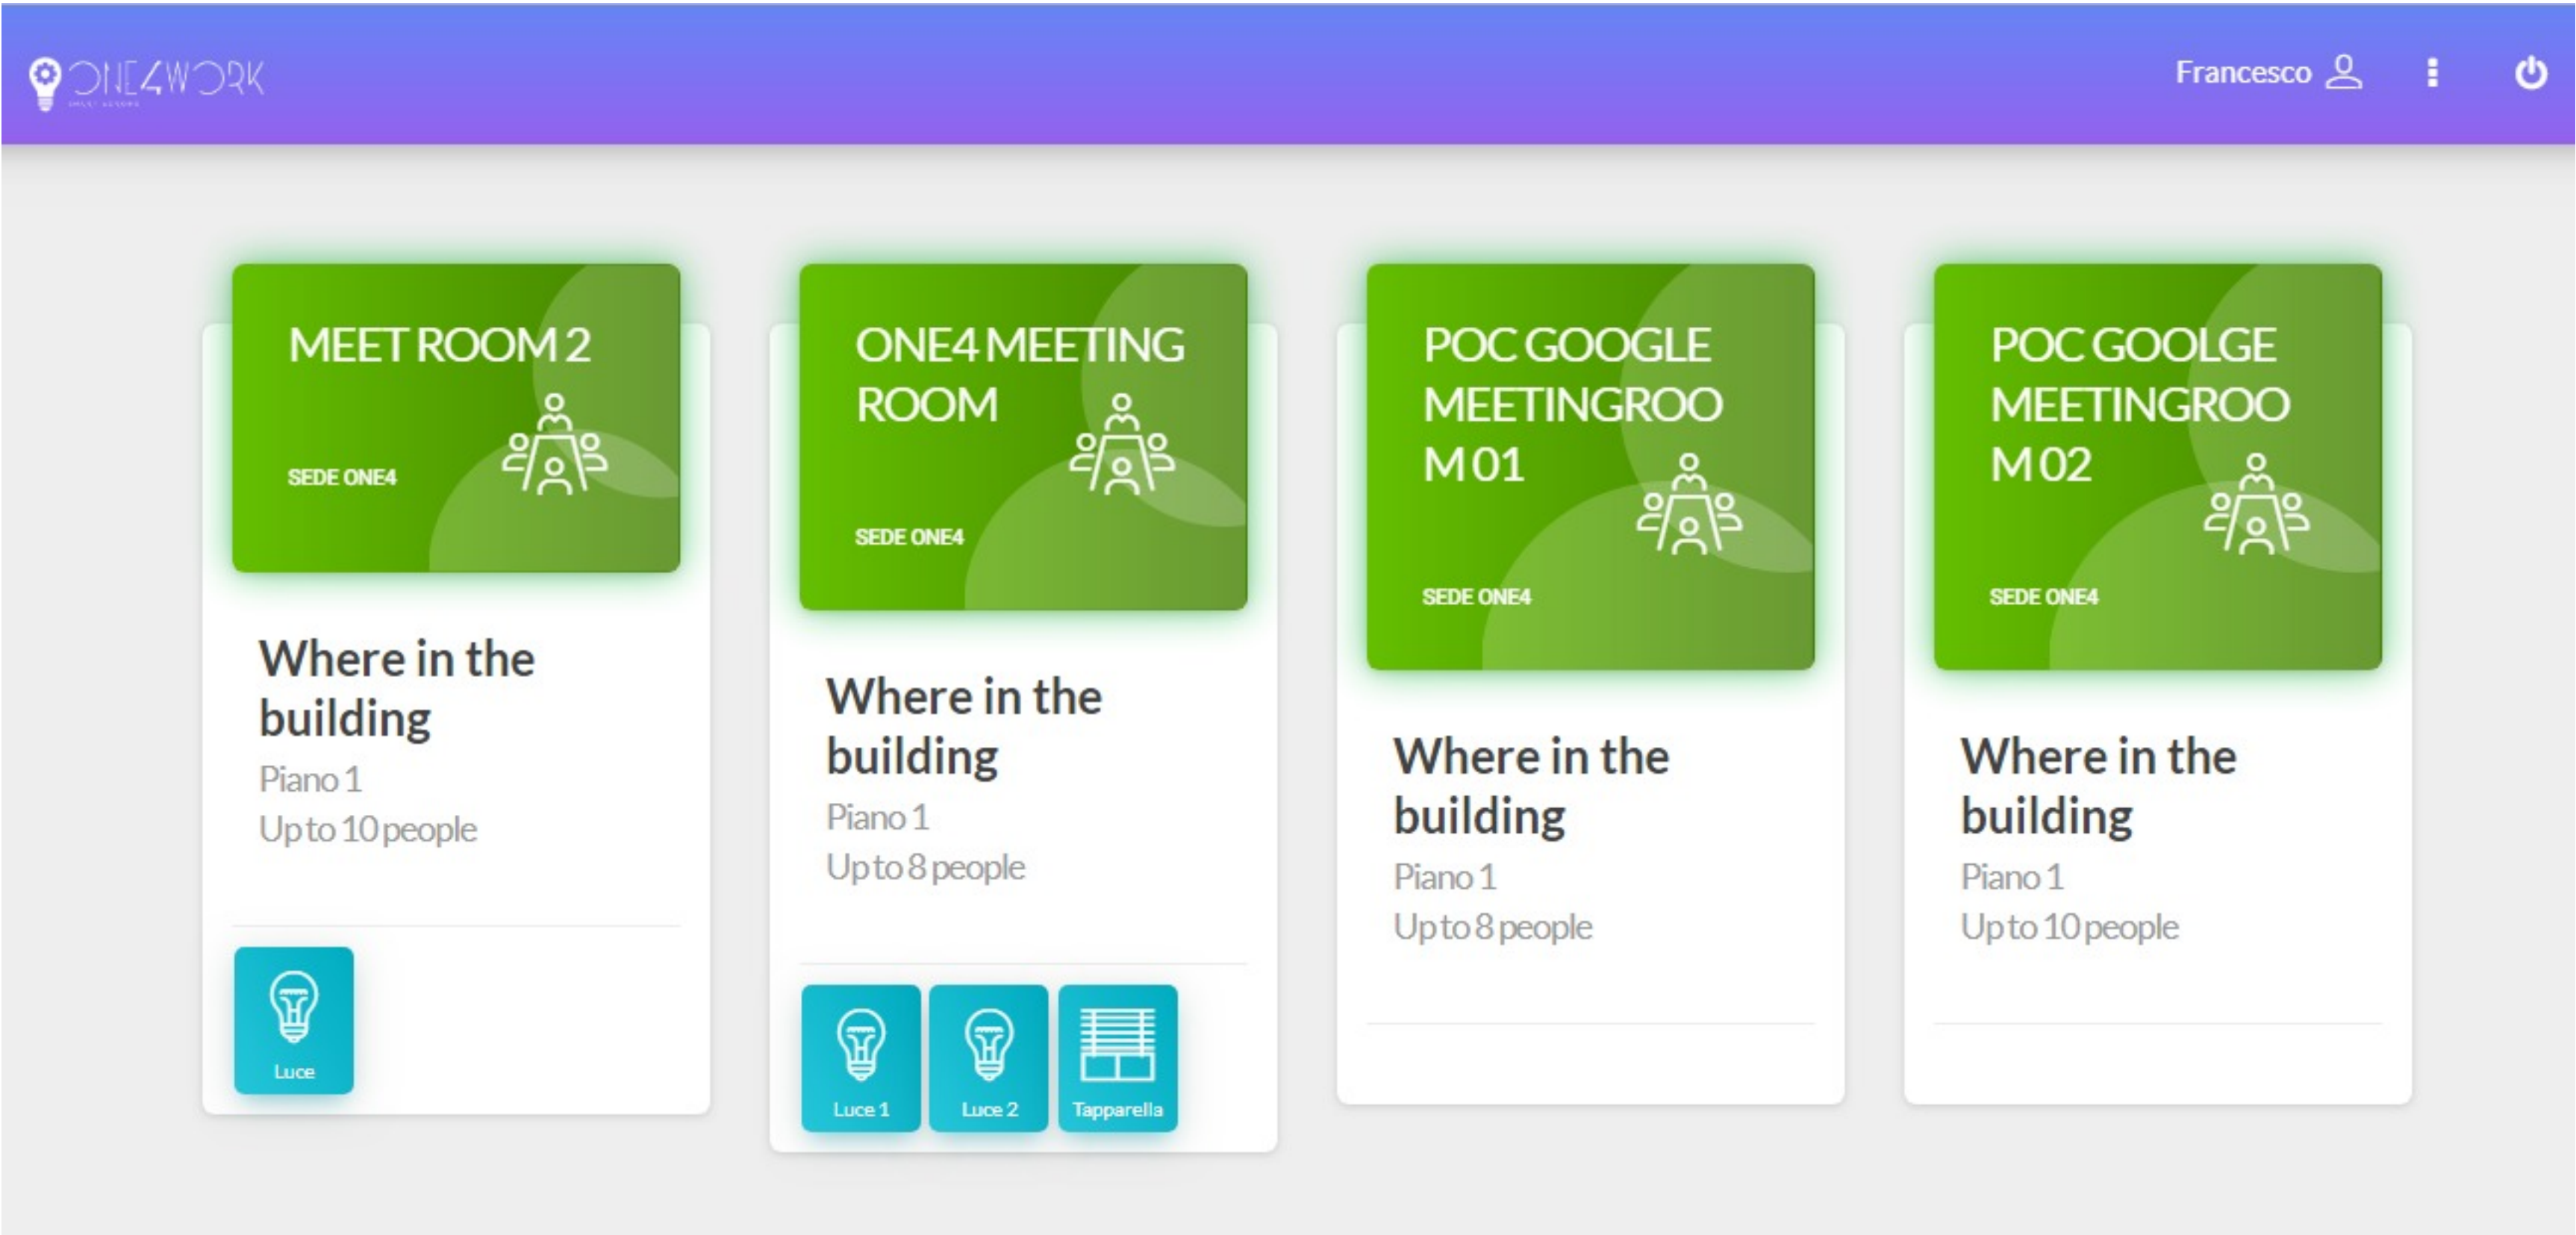 ONE4WORK
Francesco
MEET ROOM 2
SEDE ONE4
Where in the
building
Piano 1
Up to 10 people
Luce
ONE4 MEETING
ROOM
SEDE ONE4
Where in the
building
Piano 1
Up to 8 people
Luce 1
Luce 2
Tapparella
POC GOOGLE
MEETINGROO
M 01
SEDE ONE4
Where in the
building
Piano 1
Up to 8 people
POC GOOLGE
MEETINGROO
M 02
SEDE ONE4
Where in the
building
Piano 1
Up to 10 people